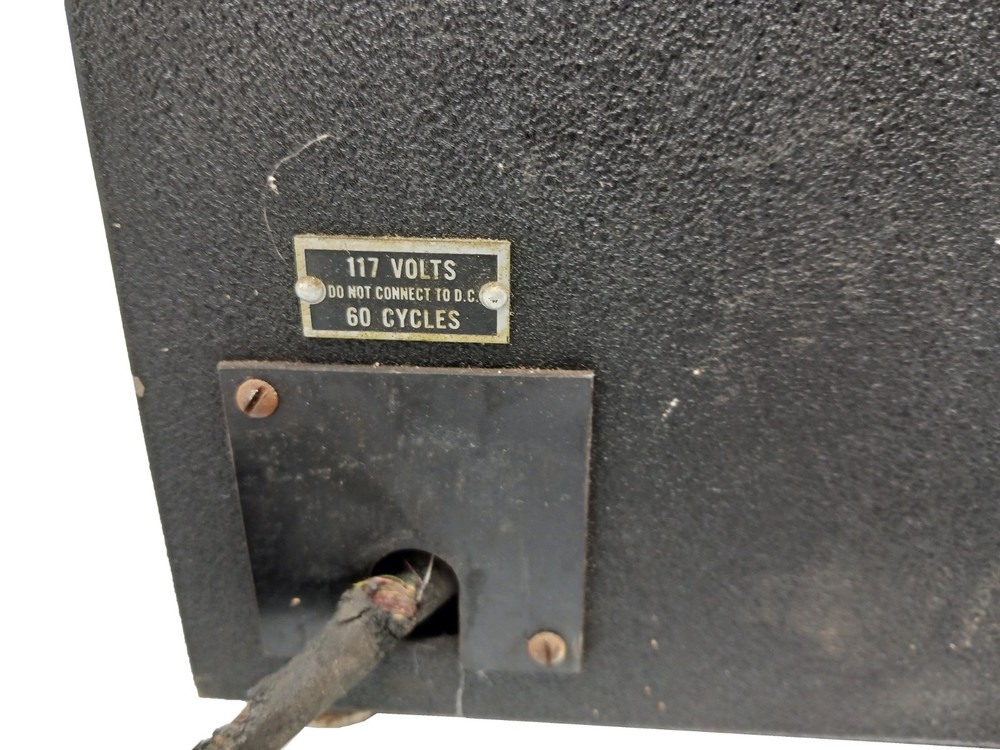 117 VOLTS
DO NOT CONNECT TO D.C.
60 CYCLES